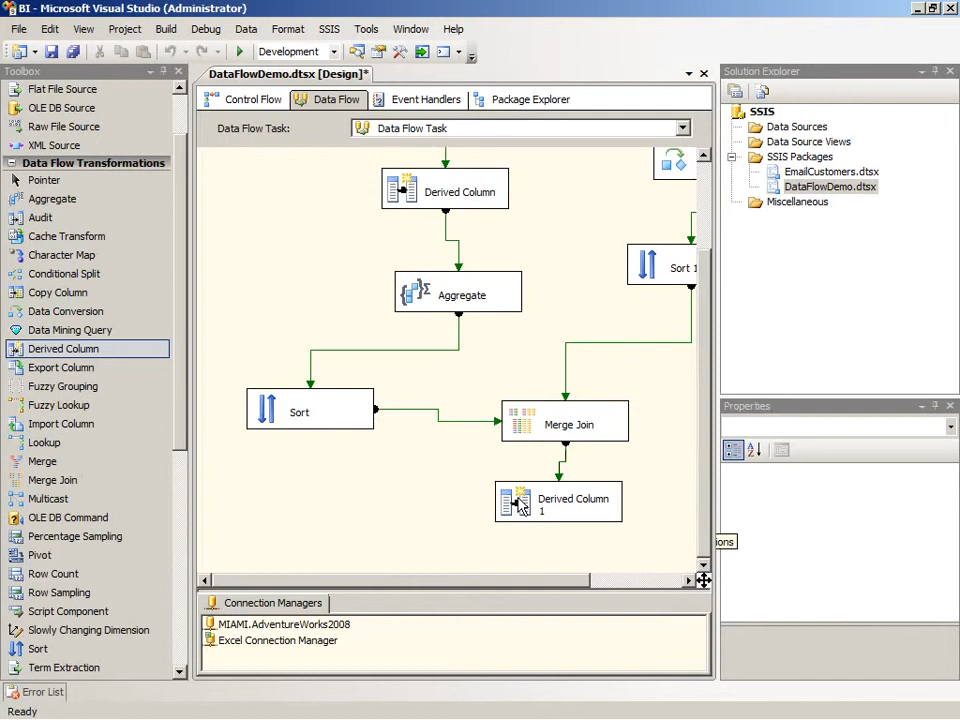 BI - Microsoft Visual Studio (Administrator)
File Edit View Project Build Debug Data Format SSIS Tools Window Help
Development
Toolbox
Flat File Source
OLE DB Source
Raw File Source
XML Source
Data Flow Transformations
Pointer
Aggregate
Audit
Cache Transform
Character Map
Conditional Split
Copy Column
Data Conversion
Data Mining Query
Derived Column
Export Column
Fuzzy Grouping
Fuzzy Lookup
Import Column
Lookup
Merge
Merge Join
Multicast
OLE DB Command
Percentage Sampling
Pivot
Row Count
Row Sampling
Script Component
Slowly Changing Dimension
Sort
Term Extraction
Error List
Ready
DataFlowDemo.dtsx [Design]*
Control Flow Data Flow Event Handlers Package Explorer
Data Flow Task: Data Flow Task
Derived Column
Aggregate
Sort 1
Sort
Merge Join
Derived Column
1
Connection Managers
MIAMI.AdventureWorks2008
Excel Connection Manager
Solution Explorer
SSIS
Data Sources
Data Source Views
SSIS Packages
EmailCustomers.dtsx
DataFlowDemo.dtsx
Miscellaneous
Properties
ions